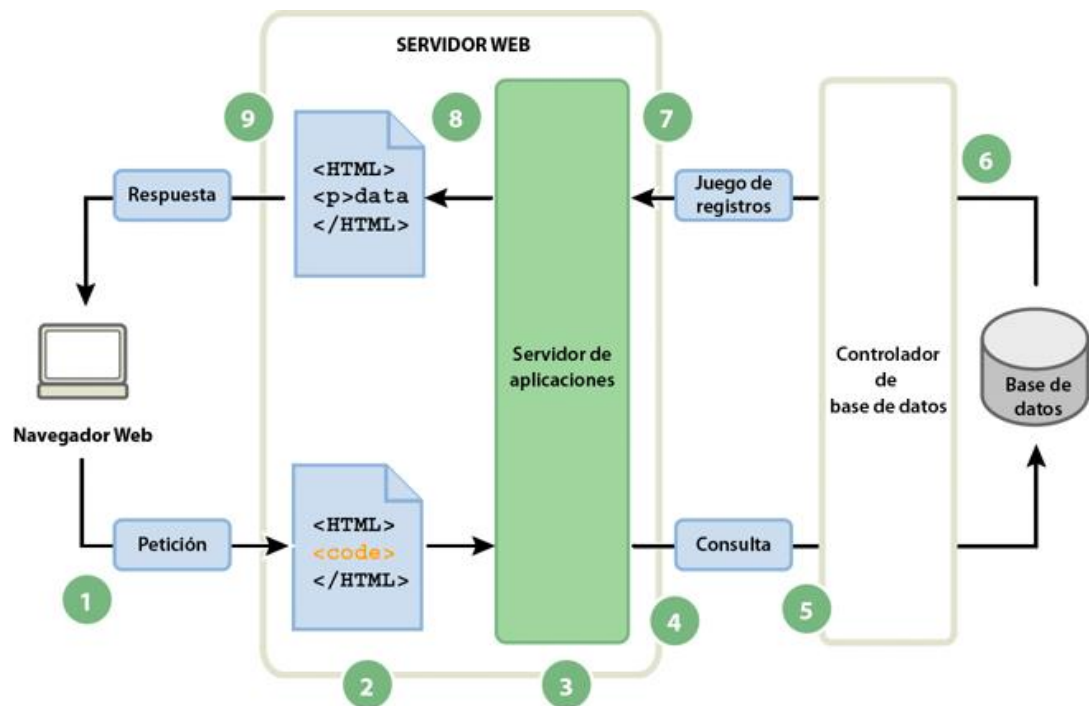 SERVIDOR WEB
9
8
7
6
<HTML>
<p>data
</HTML>
Respuesta
Juego de
registros
Servidor de
aplicaciones
Controlador
de
base de datos
Base de
datos
Navegador Web
<HTML>
<code>
</HTML>
Petición
Consulta
1
2
3
4
5